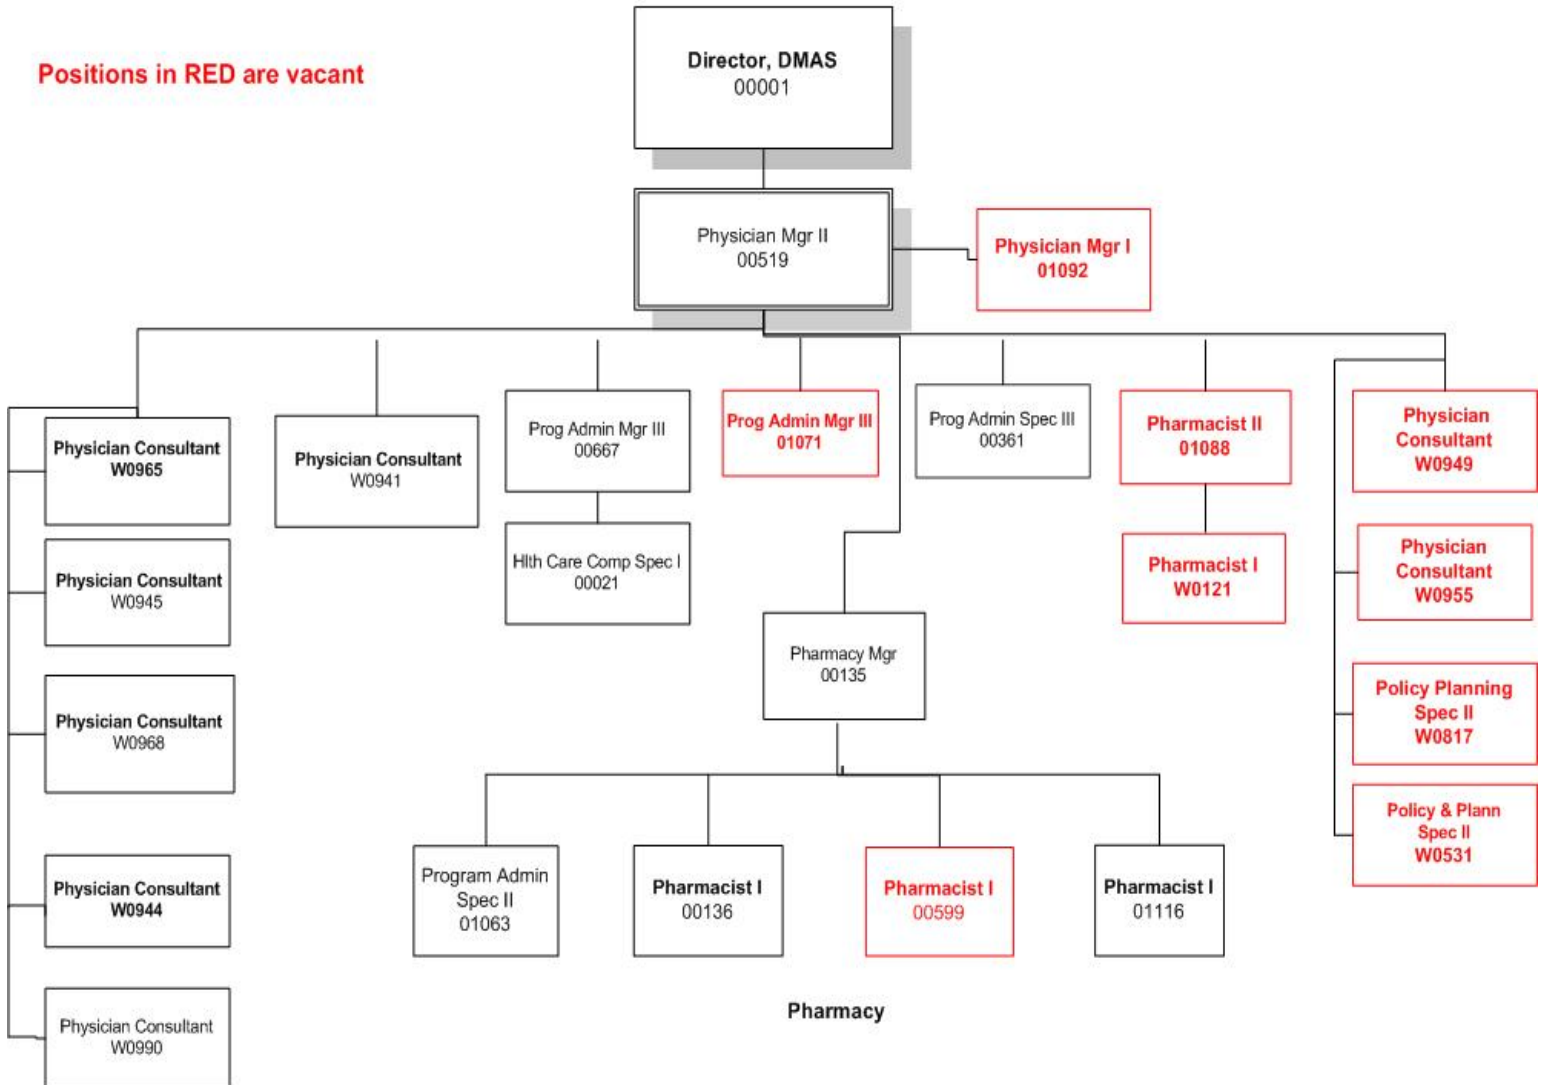 Positions in RED are vacant
Director, DMAS
00001
Physician Mgr II
00519
Physician Mgr I
01092
Physician Consultant
W0965
Physician Consultant
W0941
Prog Admin Mgr III
00667
Prog Admin Mgr III
01071
Prog Admin Spec III
00361
Pharmacist II
01088
Physician
Consultant
W0949
Physician Consultant
W0945
Hlth Care Comp Spec I
00021
Pharmacist I
W0121
Physician
Consultant
W0955
Physician Consultant
W0968
Pharmacy Mgr
00135
Policy Planning
Spec II
W0817
Physician Consultant
W0944
Program Admin
Spec II
01063
Pharmacist I
00136
Pharmacist I
00599
Pharmacist I
01116
Policy & Plann
Spec II
W0531
Physician Consultant
W0990
Pharmacy